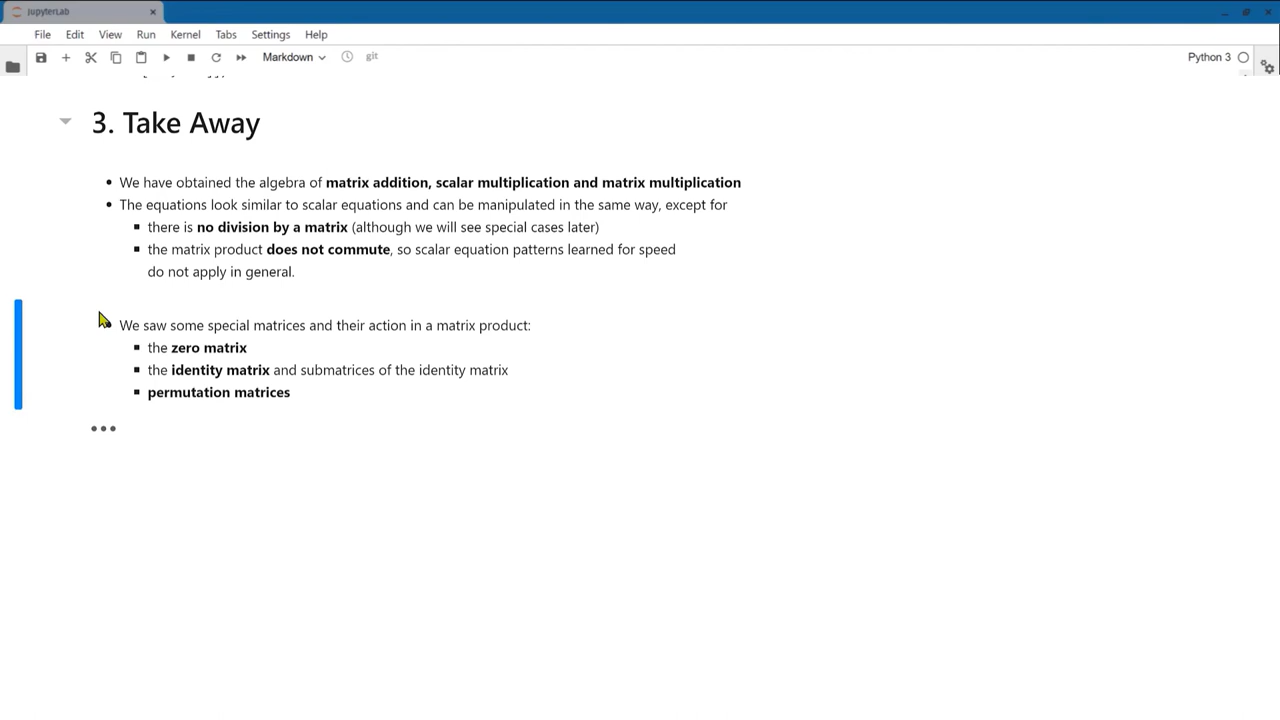 JupyterLab
File Edit View Run Kernel Tabs Settings Help
Markdown git Python 3
3. Take Away
• We have obtained the algebra of matrix addition, scalar multiplication and matrix multiplication
• The equations look similar to scalar equations and can be manipulated in the same way, except for
▪ there is no division by a matrix (although we will see special cases later)
▪ the matrix product does not commute, so scalar equation patterns learned for speed
do not apply in general.
We saw some special matrices and their action in a matrix product:
▪ the zero matrix
▪ the identity matrix and submatrices of the identity matrix
▪ permutation matrices
•••